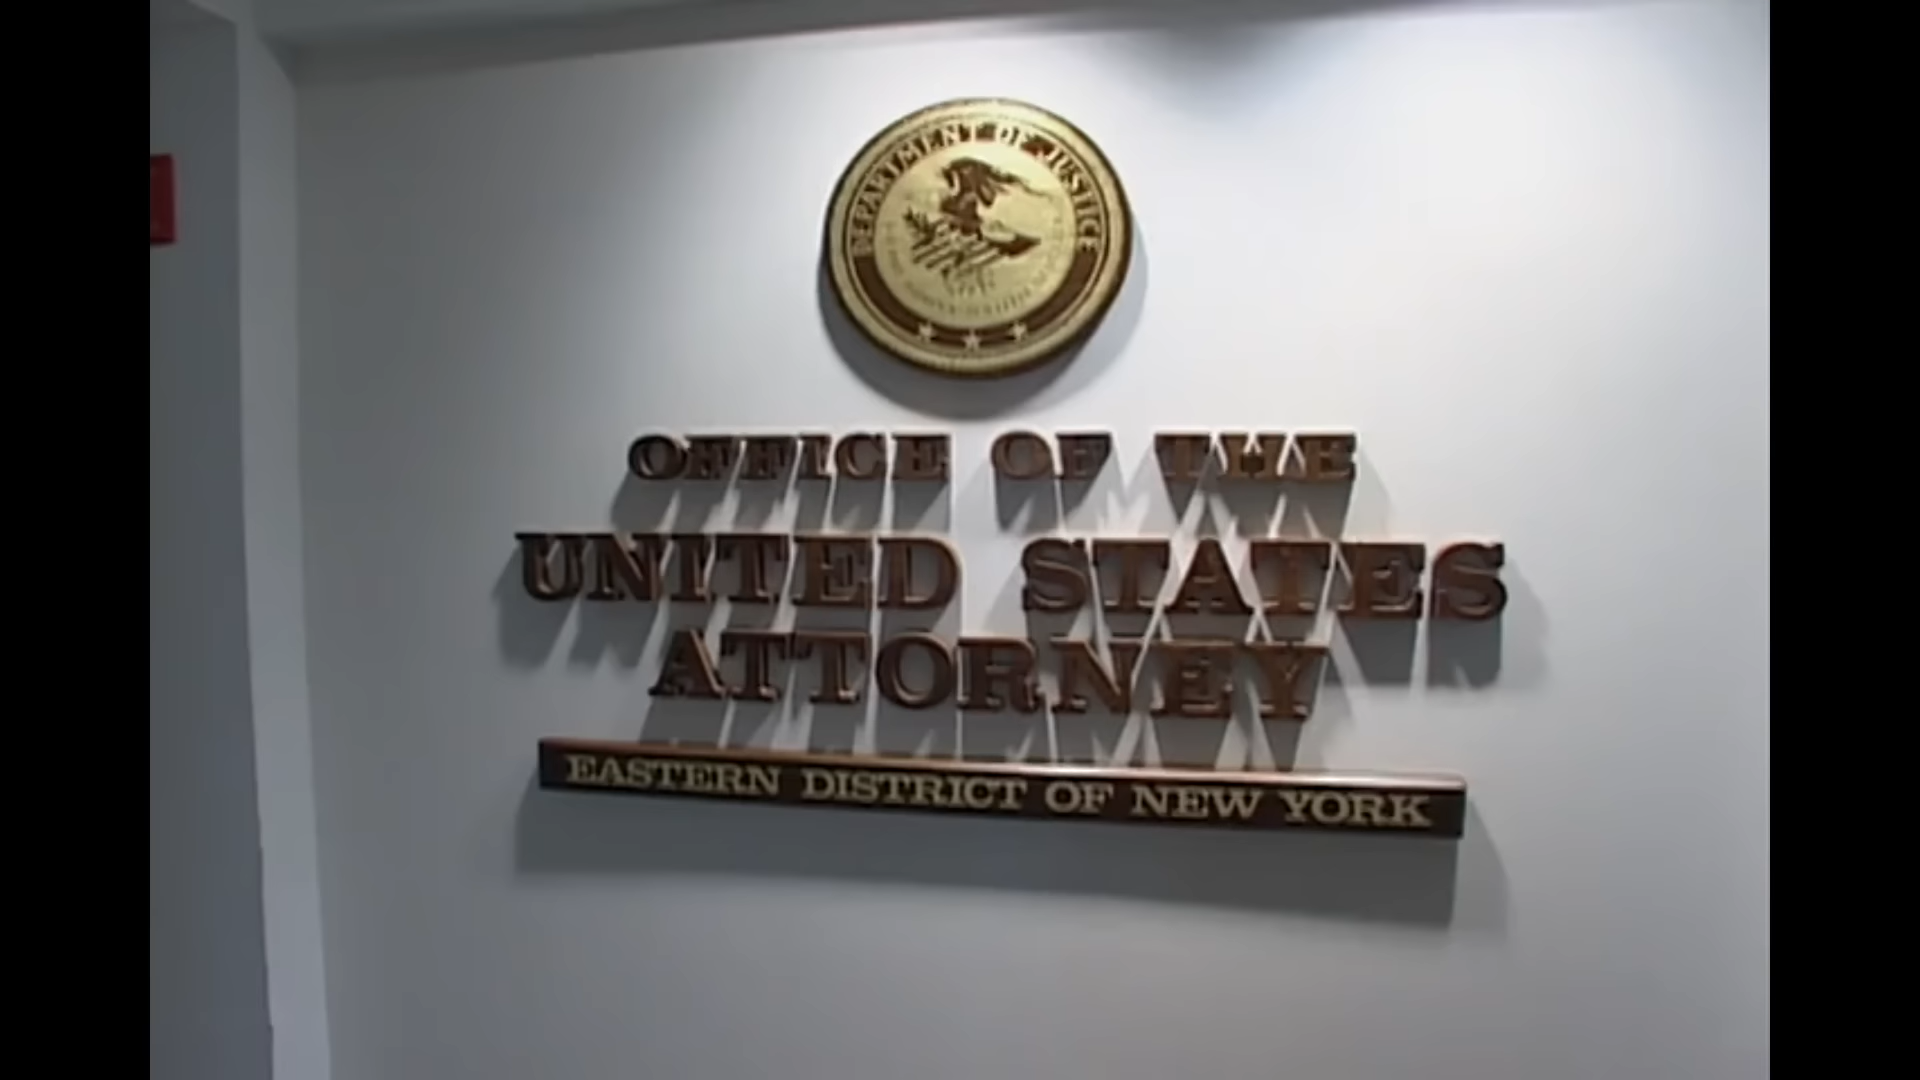 DEPARTMENT OF JUSTICE
OFFICE OF THE
UNITED STATES
ATTORNEY
EASTERN DISTRICT OF NEW YORK